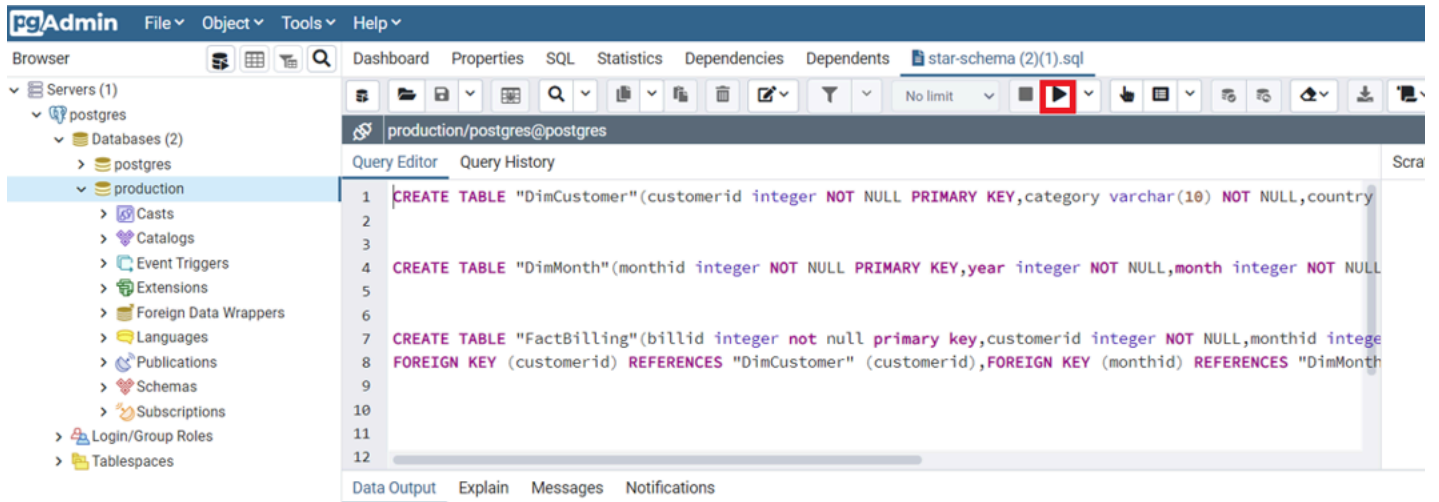 pgAdmin File Object Tools Help
Browser Dashboard Properties SQL Statistics Dependencies Dependents star-schema (2)(1).sql
Servers (1)
No limit
postgres
production/postgres@postgres
Databases (2)
postgres
Query Editor Query History Scra
production
1 CREATE TABLE "DimCustomer"(customerid integer NOT NULL PRIMARY KEY,category varchar(10) NOT NULL,country
Casts
2
Catalogs
3
Event Triggers
4 CREATE TABLE "DimMonth"(monthid integer NOT NULL PRIMARY KEY,year integer NOT NULL,month integer NOT NULL
Extensions
5
Foreign Data Wrappers
6
Languages
7 CREATE TABLE "FactBilling"(billid integer not null primary key,customerid integer NOT NULL,monthid intege
Publications
8 FOREIGN KEY (customerid) REFERENCES "DimCustomer" (customerid),FOREIGN KEY (monthid) REFERENCES "DimMonth
Schemas
9
Subscriptions
10
Login/Group Roles
11
Tablespaces
12
Data Output Explain Messages Notifications